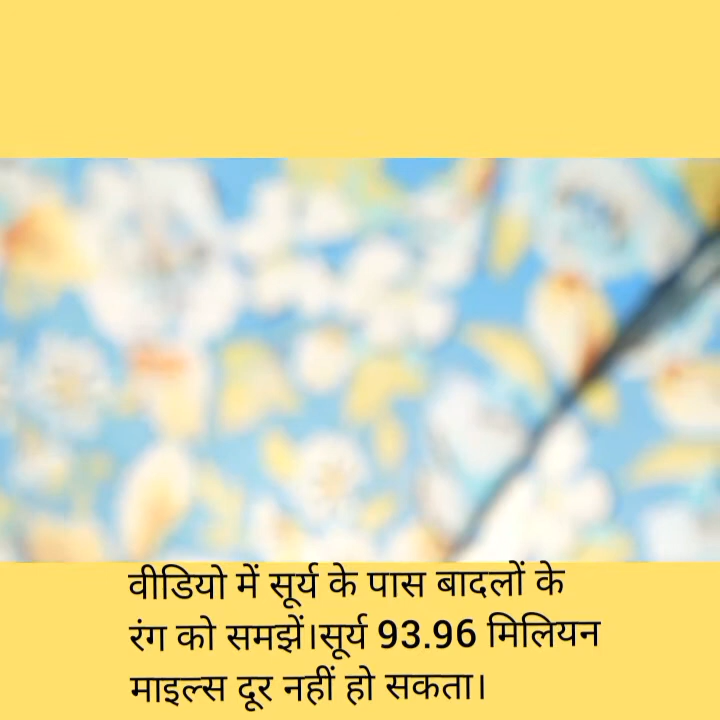 वीडियो में सूर्य के पास बादलों के
रंग को समझें।सूर्य 93.96 मिलियन
माइल्स दूर नहीं हो सकता।